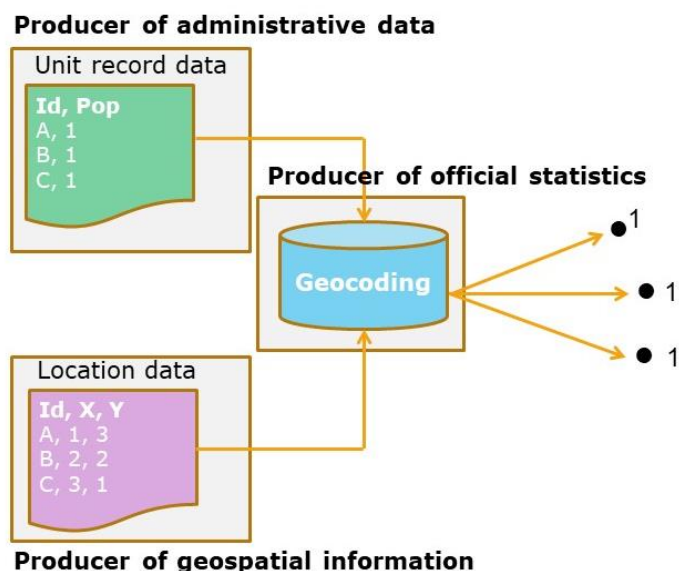 Producer of administrative data
Unit record data
Id, Pop
A, 1
B, 1
C, 1
Producer of official statistics
Geocoding
1
1
1
Location data
Id, X, Y
A, 1, 3
B, 2, 2
C, 3, 1
Producer of geospatial information